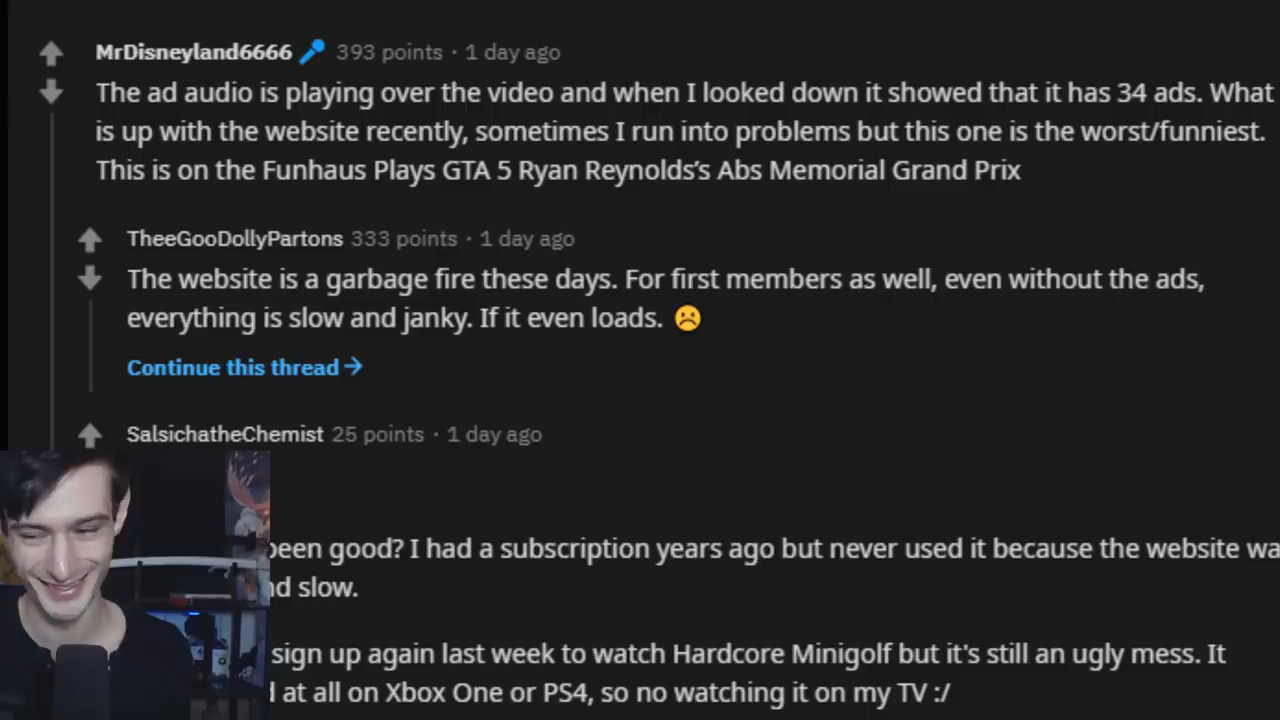 MrDisneyland6666 393 points · 1 day ago
The ad audio is playing over the video and when I looked down it showed that it has 34 ads. What
is up with the website recently, sometimes I run into problems but this one is the worst/funniest.
This is on the Funhaus Plays GTA 5 Ryan Reynolds’s Abs Memorial Grand Prix
TheeGooDollyPartons 333 points · 1 day ago
The website is a garbage fire these days. For first members as well, even without the ads,
everything is slow and janky. If it even loads. ☹️
Continue this thread →
SalsichatheChemist 25 points · 1 day ago
been good? I had a subscription years ago but never used it because the website wa
nd slow.
sign up again last week to watch Hardcore Minigolf but it's still an ugly mess. It
d at all on Xbox One or PS4, so no watching it on my TV :/